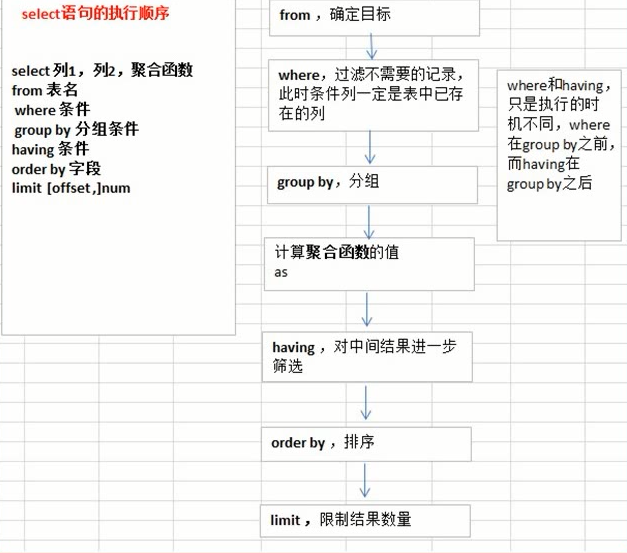 select语句的执行顺序
select 列1，列2，聚合函数
from 表名
where 条件
group by 分组条件
having 条件
order by 字段
limit [offset,]num
from ，确定目标
where，过滤不需要的记录，
此时条件列一定是表中已存
在的列
group by，分组
计算聚合函数的值
as
having ，对中间结果进一步
筛选
order by ，排序
limit ，限制结果数量
where和having，
只是执行的时
机不同，where
在group by之前，
而having在
group by之后